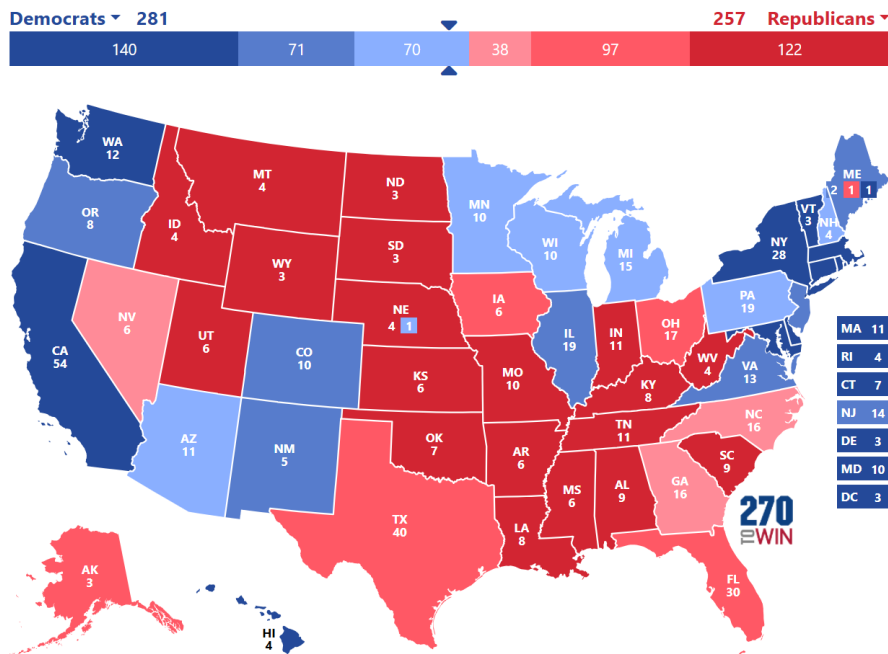 Democrats 281
257 Republicans
140 71 70 38 97 122
WA
12
OR
8
CA
54
NV
6
ID
4
MT
4
WY
3
UT
6
AZ
11
CO
10
NM
5
ND
3
SD
3
NE
4 1
KS
6
OK
7
TX
40
MN
10
IA
6
MO
10
AR
6
LA
8
WI
10
IL
19
MI
15
IN
11
OH
17
KY
8
TN
11
MS
6
AL
9
GA
16
FL
30
SC
9
NC
16
VA
13
WV
4
PA
19
NY
28
VT
3
NH
4
ME
2 1 1
MA 11
RI 4
CT 7
NJ 14
DE 3
MD 10
DC 3
AK
3
HI
4
270
TO WIN